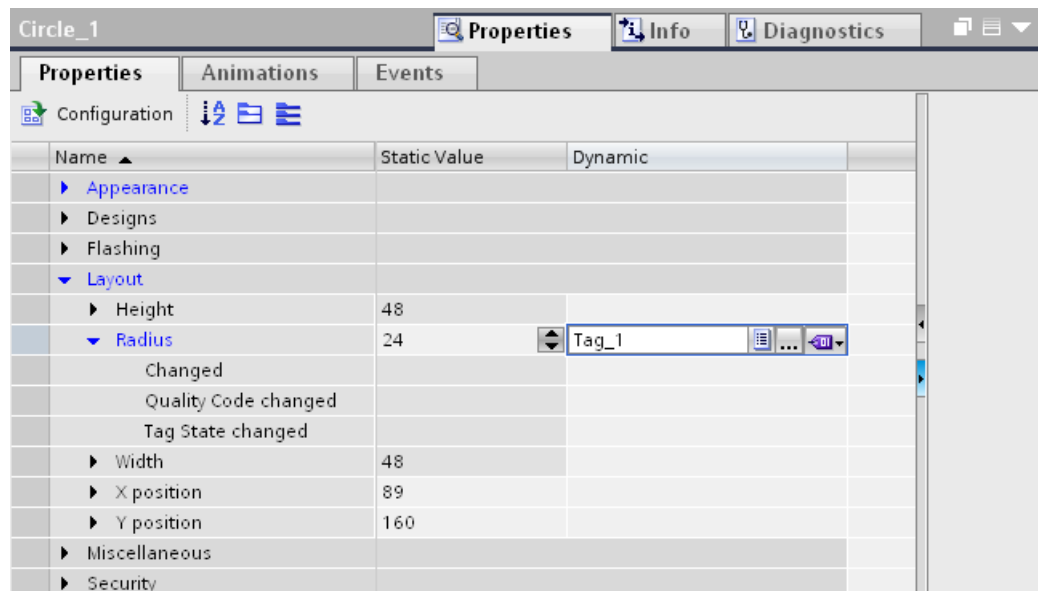 Circle_1 Properties Info Diagnostics
Properties Animations Events
Configuration
Name Static Value Dynamic
Appearance
Designs
Flashing
Layout
Height 48
Radius 24 Tag_1 ...
Changed
Quality Code changed
Tag State changed
Width 48
X position 89
Y position 160
Miscellaneous
Security